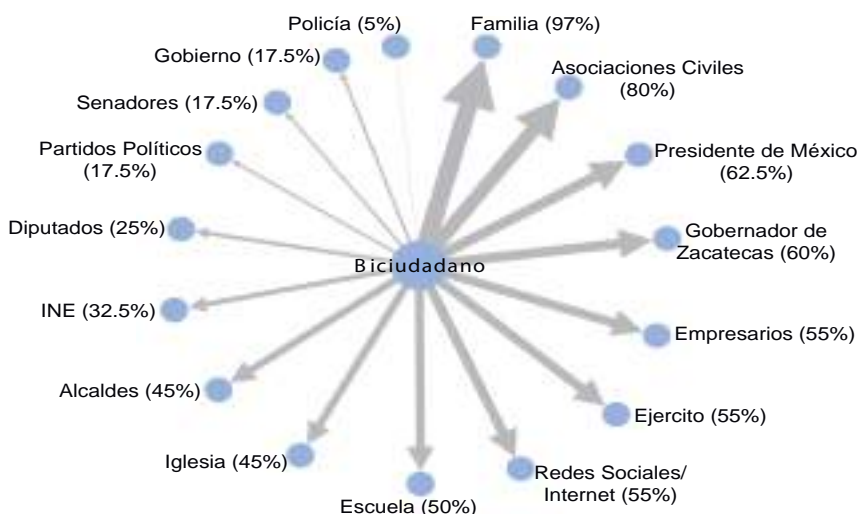 Policía (5%)
Familia (97%)
Gobierno (17.5%)
Asociaciones Civiles
(80%)
Senadores (17.5%)
Partidos Políticos
(17.5%)
Presidente de México
(62.5%)
Diputados (25%)
Gobernador de
Zacatecas (60%)
Biciudadano
INE (32.5%)
Empresarios (55%)
Alcaldes (45%)
Ejercito (55%)
Iglesia (45%)
Redes Sociales/
Internet (55%)
Escuela (50%)